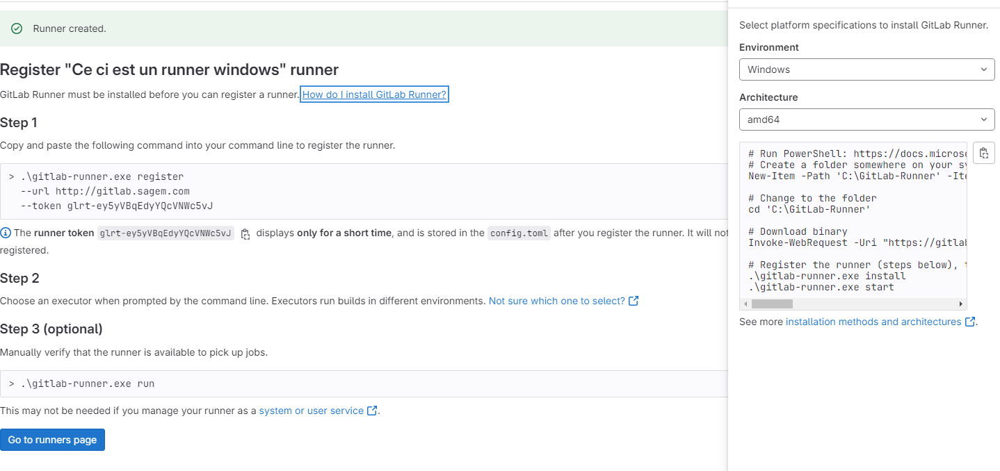 Runner created.
Register "Ce ci est un runner windows" runner
GitLab Runner must be installed before you can register a runner. How do I install GitLab Runner?
Step 1
Copy and paste the following command into your command line to register the runner.
> .\gitlab-runner.exe register
--url http://gitlab.sagem.com
--token glrt-ey5yVBqEdyYQcVNWc5vJ
The runner token glrt-ey5yVBqEdyYQcVNWc5vJ displays only for a short time, and is stored in the config.toml after you register the runner. It will not
registered.
Step 2
Choose an executor when prompted by the command line. Executors run builds in different environments. Not sure which one to select?
Step 3 (optional)
Manually verify that the runner is available to pick up jobs.
> .\gitlab-runner.exe run
This may not be needed if you manage your runner as a system or user service.
Go to runners page
Select platform specifications to install GitLab Runner.
Environment
Windows
Architecture
amd64
# Run PowerShell: https://docs.microso
# Create a folder somewhere on your sy
New-Item -Path 'C:\GitLab-Runner' -Ite
# Change to the folder
cd 'C:\GitLab-Runner'
# Download binary
Invoke-WebRequest -Uri "https://gitlab
# Register the runner (steps below), t
.\gitlab-runner.exe install
.\gitlab-runner.exe start
See more installation methods and architectures.